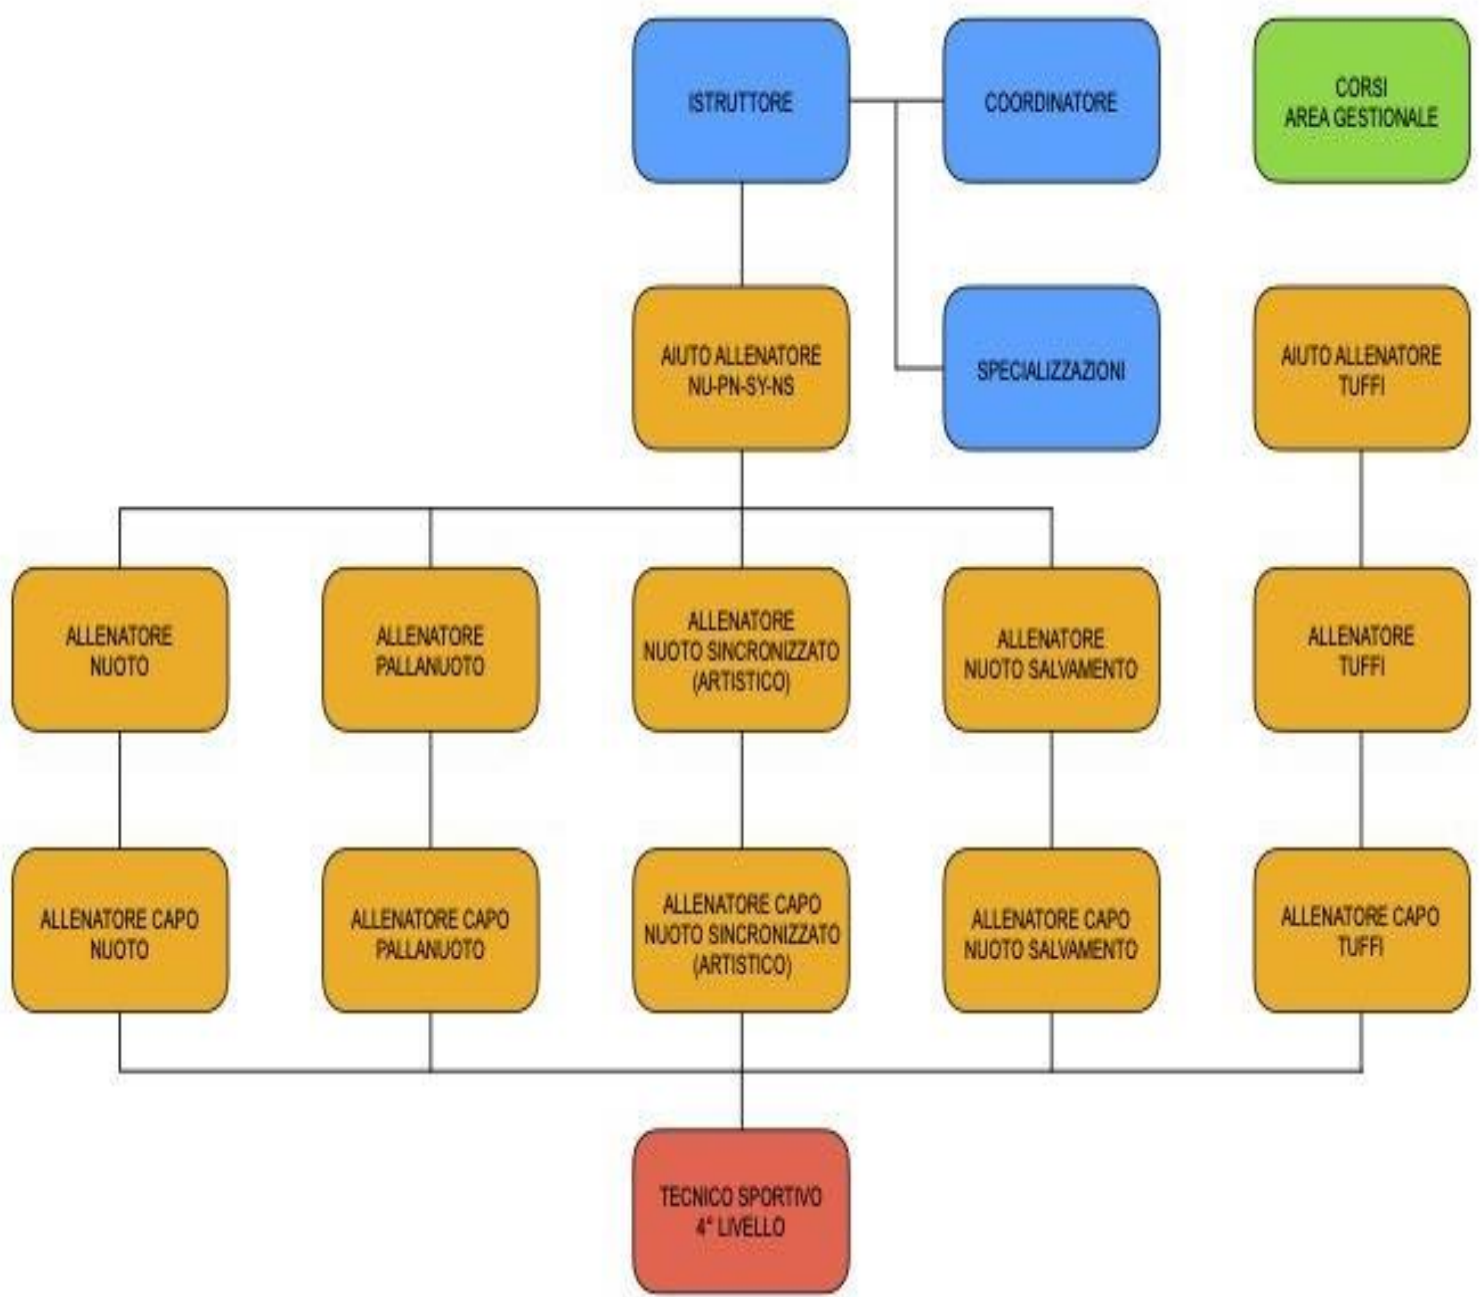 ISTRUTTORE
COORDINATORE
CORSI
AREA GESTIONALE
AIUTO ALLENATORE
NU-PN-SY-NS
SPECIALIZZAZIONI
AIUTO ALLENATORE
TUFFI
ALLENATORE
NUOTO
ALLENATORE
PALLANUOTO
ALLENATORE
NUOTO SINCRONIZZATO
(ARTISTICO)
ALLENATORE
NUOTO SALVAMENTO
ALLENATORE
TUFFI
ALLENATORE CAPO
NUOTO
ALLENATORE CAPO
PALLANUOTO
ALLENATORE CAPO
NUOTO SINCRONIZZATO
(ARTISTICO)
ALLENATORE CAPO
NUOTO SALVAMENTO
ALLENATORE CAPO
TUFFI
TECNICO SPORTIVO
4° LIVELLO